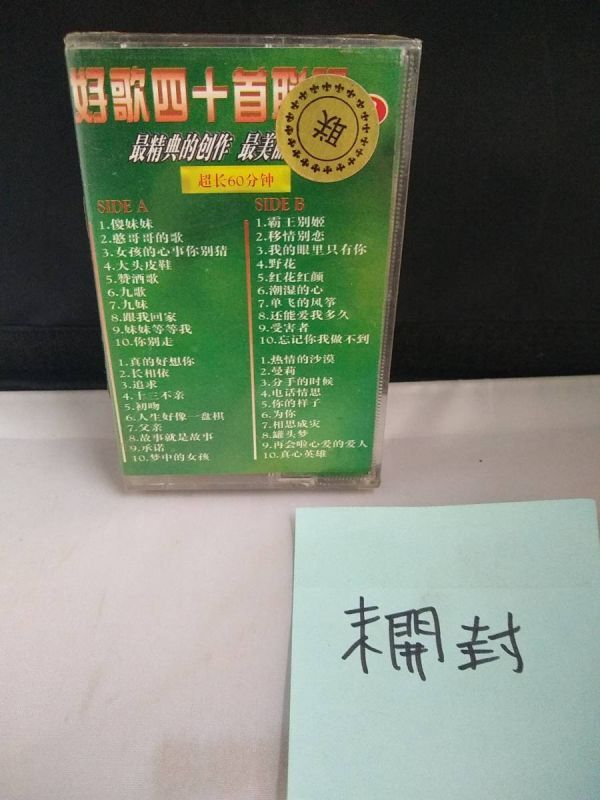 好歌四十首联
联
最精典的创作 最美
超长60分钟
SIDE A
1.傻妹妹
2.憨哥哥的歌
3.女孩的心事你别猜
4.大头皮鞋
5.赞酒歌
6.九歌
7.九妹
8.跟我回家
9.妹妹等等我
10.你别走
1.真的好想你
2.长相依
3.追求
4.十三不亲
5.初吻
6.人生好像一盘棋
7.父亲
8.故事就是故事
9.承诺
10.梦中的女孩
SIDE B
1.霸王别姬
2.移情别恋
3.我的眼里只有你
4.野花
5.红花红颜
6.潮湿的心
7.单飞的风筝
8.还能爱我多久
9.受害者
10.忘记你我做不到
1.热情的沙漠
2.曼莉
3.分手的时候
4.电话情思
5.你的样子
6.为你
7.相思成灾
8.罐头梦
9.再会啦心爱的爱人
10.真心英雄
未開封